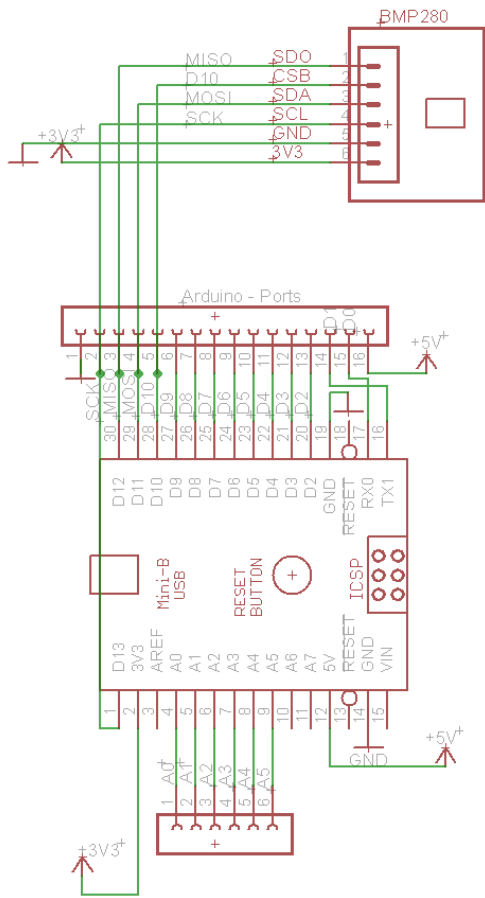 BMP280
MISO SDO 1
D10 CSB 2
MOSI SDA 3
SCK SCL 4
+3V3 GND 5
3V3 6
Arduino - Ports
D1 D0
1 2 3 4 5 6 7 8 9 10 11 12 13 14 15 16
+5V
SCK MISO MOSI D10 D9 D8 D7 D6 D5 D4 D3 D2
30 29 28 27 26 25 24 23 22 21 20 19 18 17 16
D12 D11 D10 D9 D8 D7 D6 D5 D4 D3 D2 GND RESET RX0 TX1
Mini-B
USB
RESET
BUTTON
ICSP
D13 3V3 AREF A0 A1 A2 A3 A4 A5 A6 A7 5V RESET GND VIN
1 2 3 4 5 6 7 8 9 10 11 12 13 14 15
+5V
GND
A0 A1 A2 A3 A4 A5
1 2 3 4 5 6
+3V3